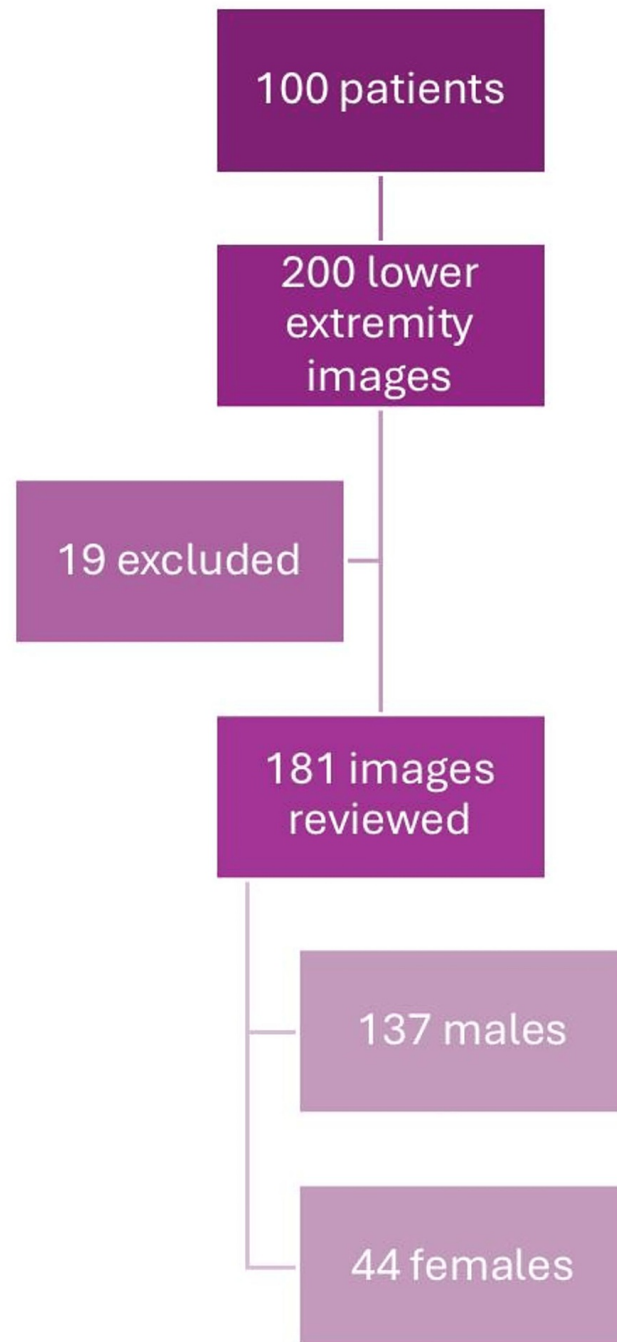 100 patients
200 lower
extremity
images
19 excluded
181 images
reviewed
137 males
44 females